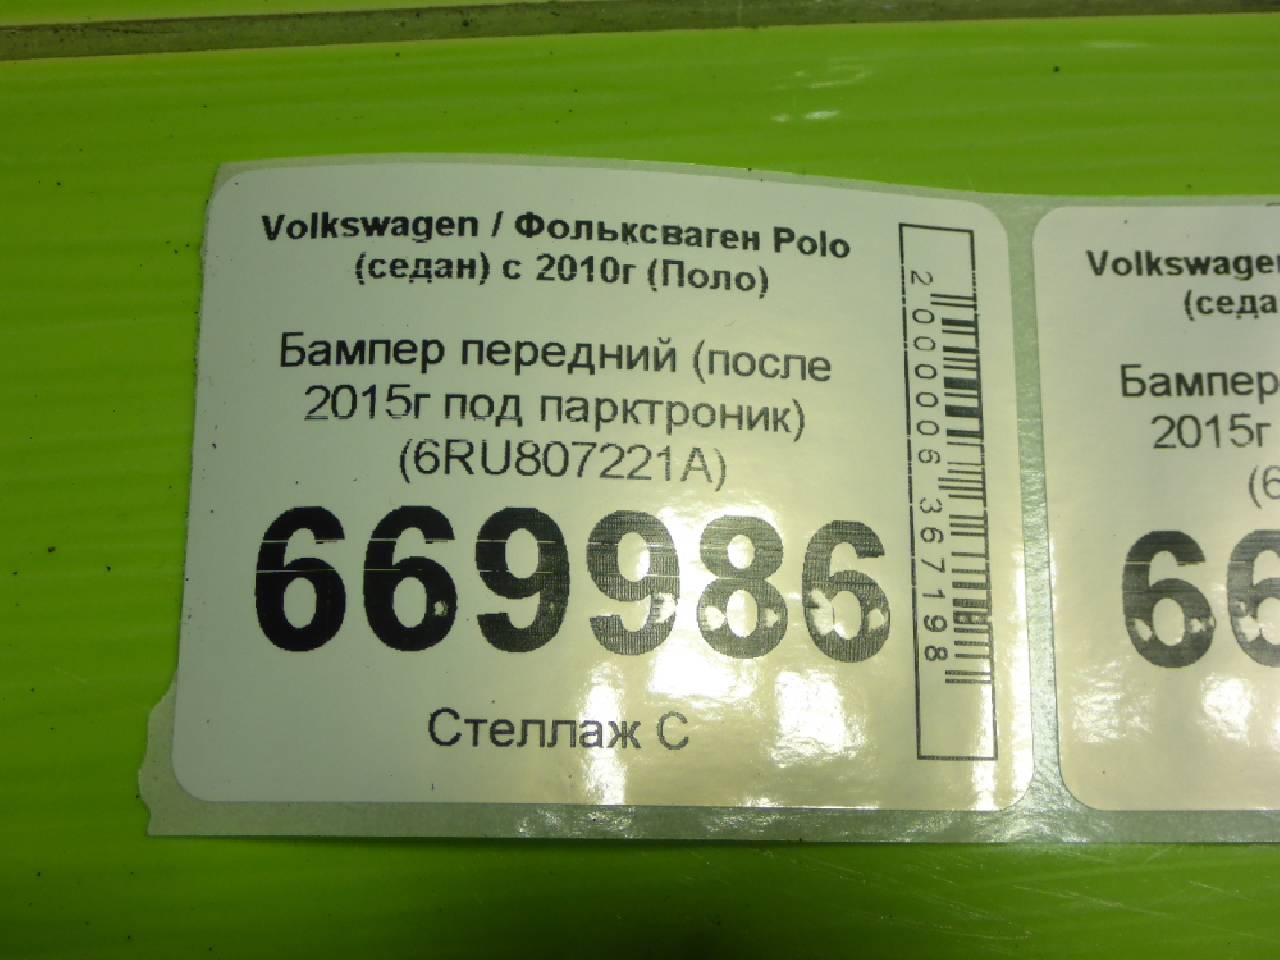 Volkswagen / Фольксваген Polo
(седан) с 2010г (Поло)
Бампер передний (после
2015г под парктроник)
(6RU807221A)
669986
Стеллаж С
2000006367198
Volkswagen
(седа
Бампер
2015г
(6
66